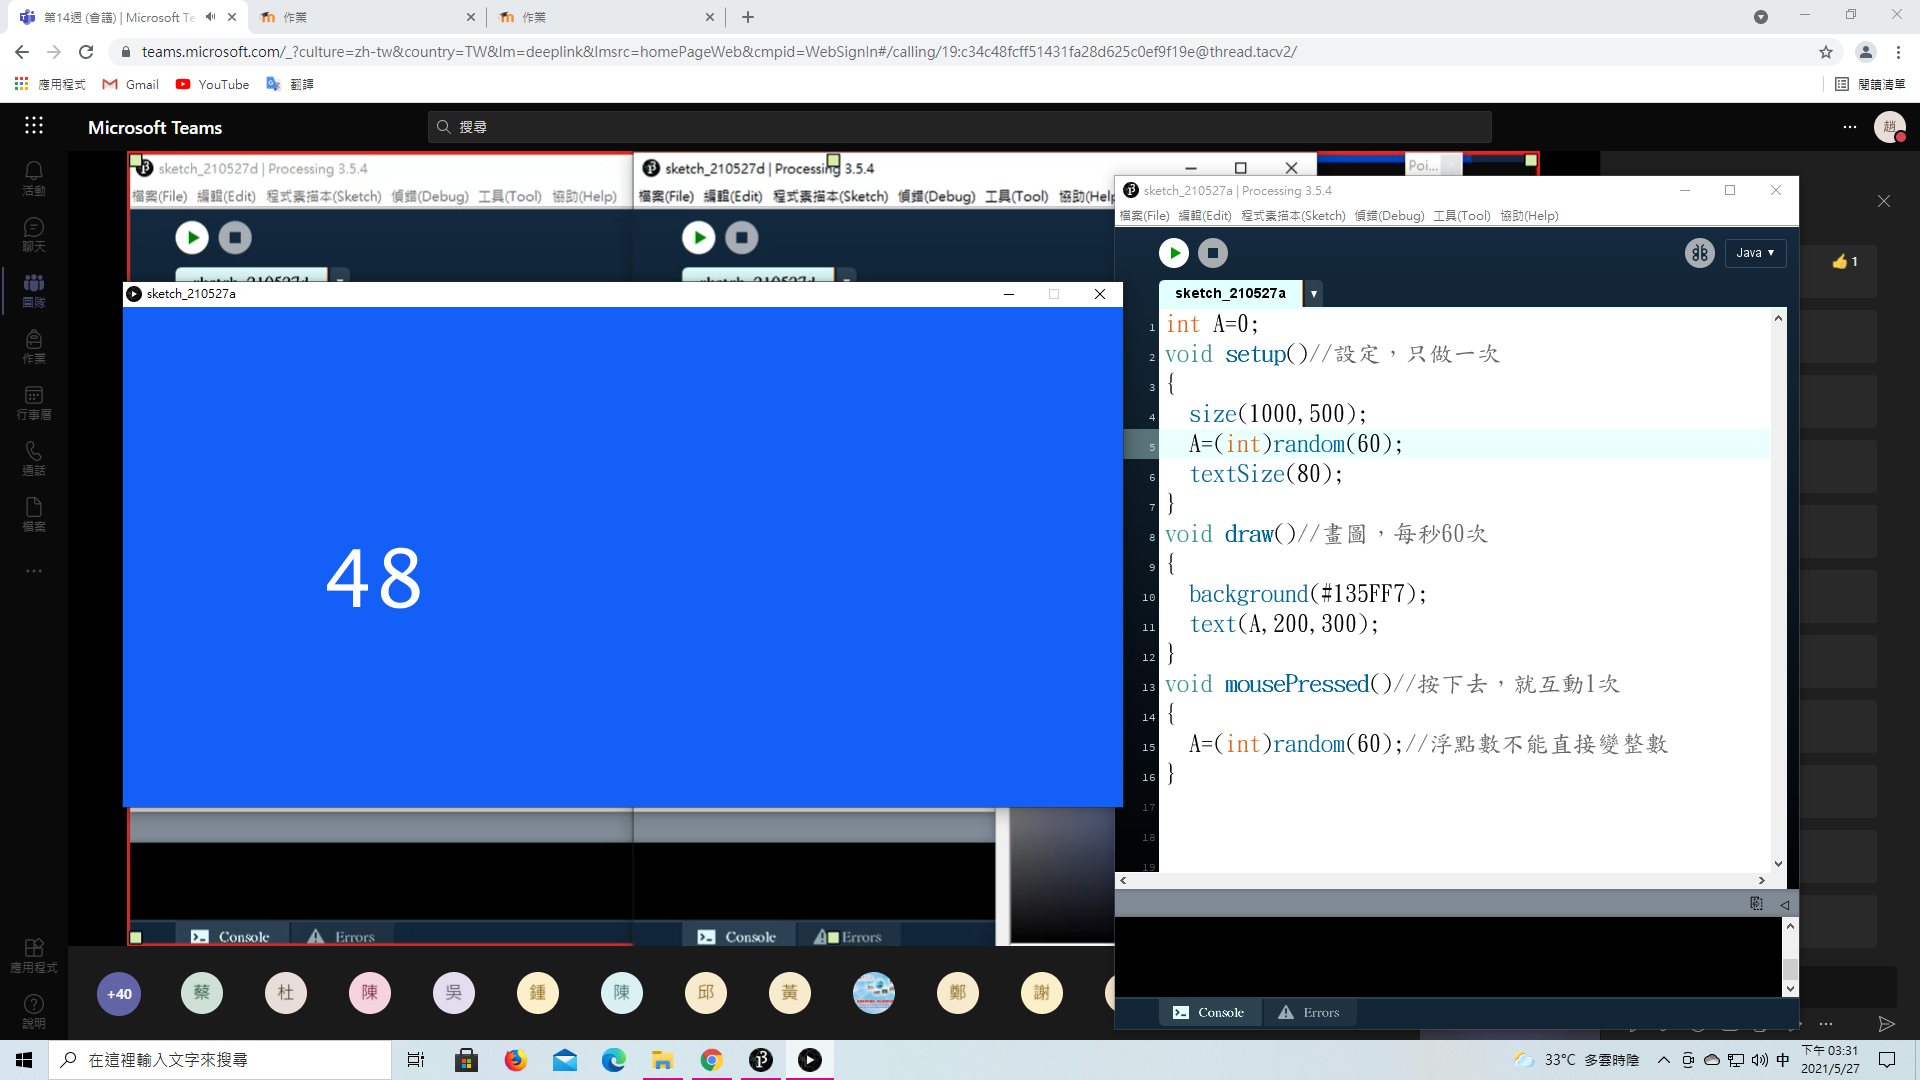 第14週 (會議) | Microsoft Te
作業
作業
teams.microsoft.com/_?culture=zh-tw&country=TW&lm=deeplink&lmsrc=homePageWeb&cmpid=WebSignIn#/calling/19:c34c48fcff51431fa28d625c0ef9f19e@thread.tacv2/
應用程式
Gmail
YouTube
翻譯
閱讀清單
Microsoft Teams
搜尋
趙
活動
聊天
團隊
作業
行事曆
通話
檔案
應用程式
說明
sketch_210527d | Processing 3.5.4
檔案(File) 編輯(Edit) 程式素描本(Sketch) 偵錯(Debug) 工具(Tool) 協助(Help)
sketch_210527d
sketch_210527d | Processing 3.5.4
檔案(File) 編輯(Edit) 程式素描本(Sketch) 偵錯(Debug) 工具(Tool) 協助(Help)
sketch_210527d
Poi...
sketch_210527a
48
Console
Errors
Console
Errors
sketch_210527a | Processing 3.5.4
檔案(File) 編輯(Edit) 程式素描本(Sketch) 偵錯(Debug) 工具(Tool) 協助(Help)
Java ▼
sketch_210527a
1 int A=0;
2 void setup()//設定，只做一次
3 {
4 size(1000,500);
5 A=(int)random(60);
6 textSize(80);
7 }
8 void draw()//畫圖，每秒60次
9 {
10 background(#135FF7);
11 text(A,200,300);
12 }
13 void mousePressed()//按下去，就互動1次
14 {
15 A=(int)random(60);//浮點數不能直接變整數
16 }
17
18
19
Console
Errors
👍 1
+40
蔡
杜
陳
吳
鍾
陳
邱
黃
鄭
謝
在這裡輸入文字來搜尋
33°C 多雲時陰
中
下午 03:31
2021/5/27